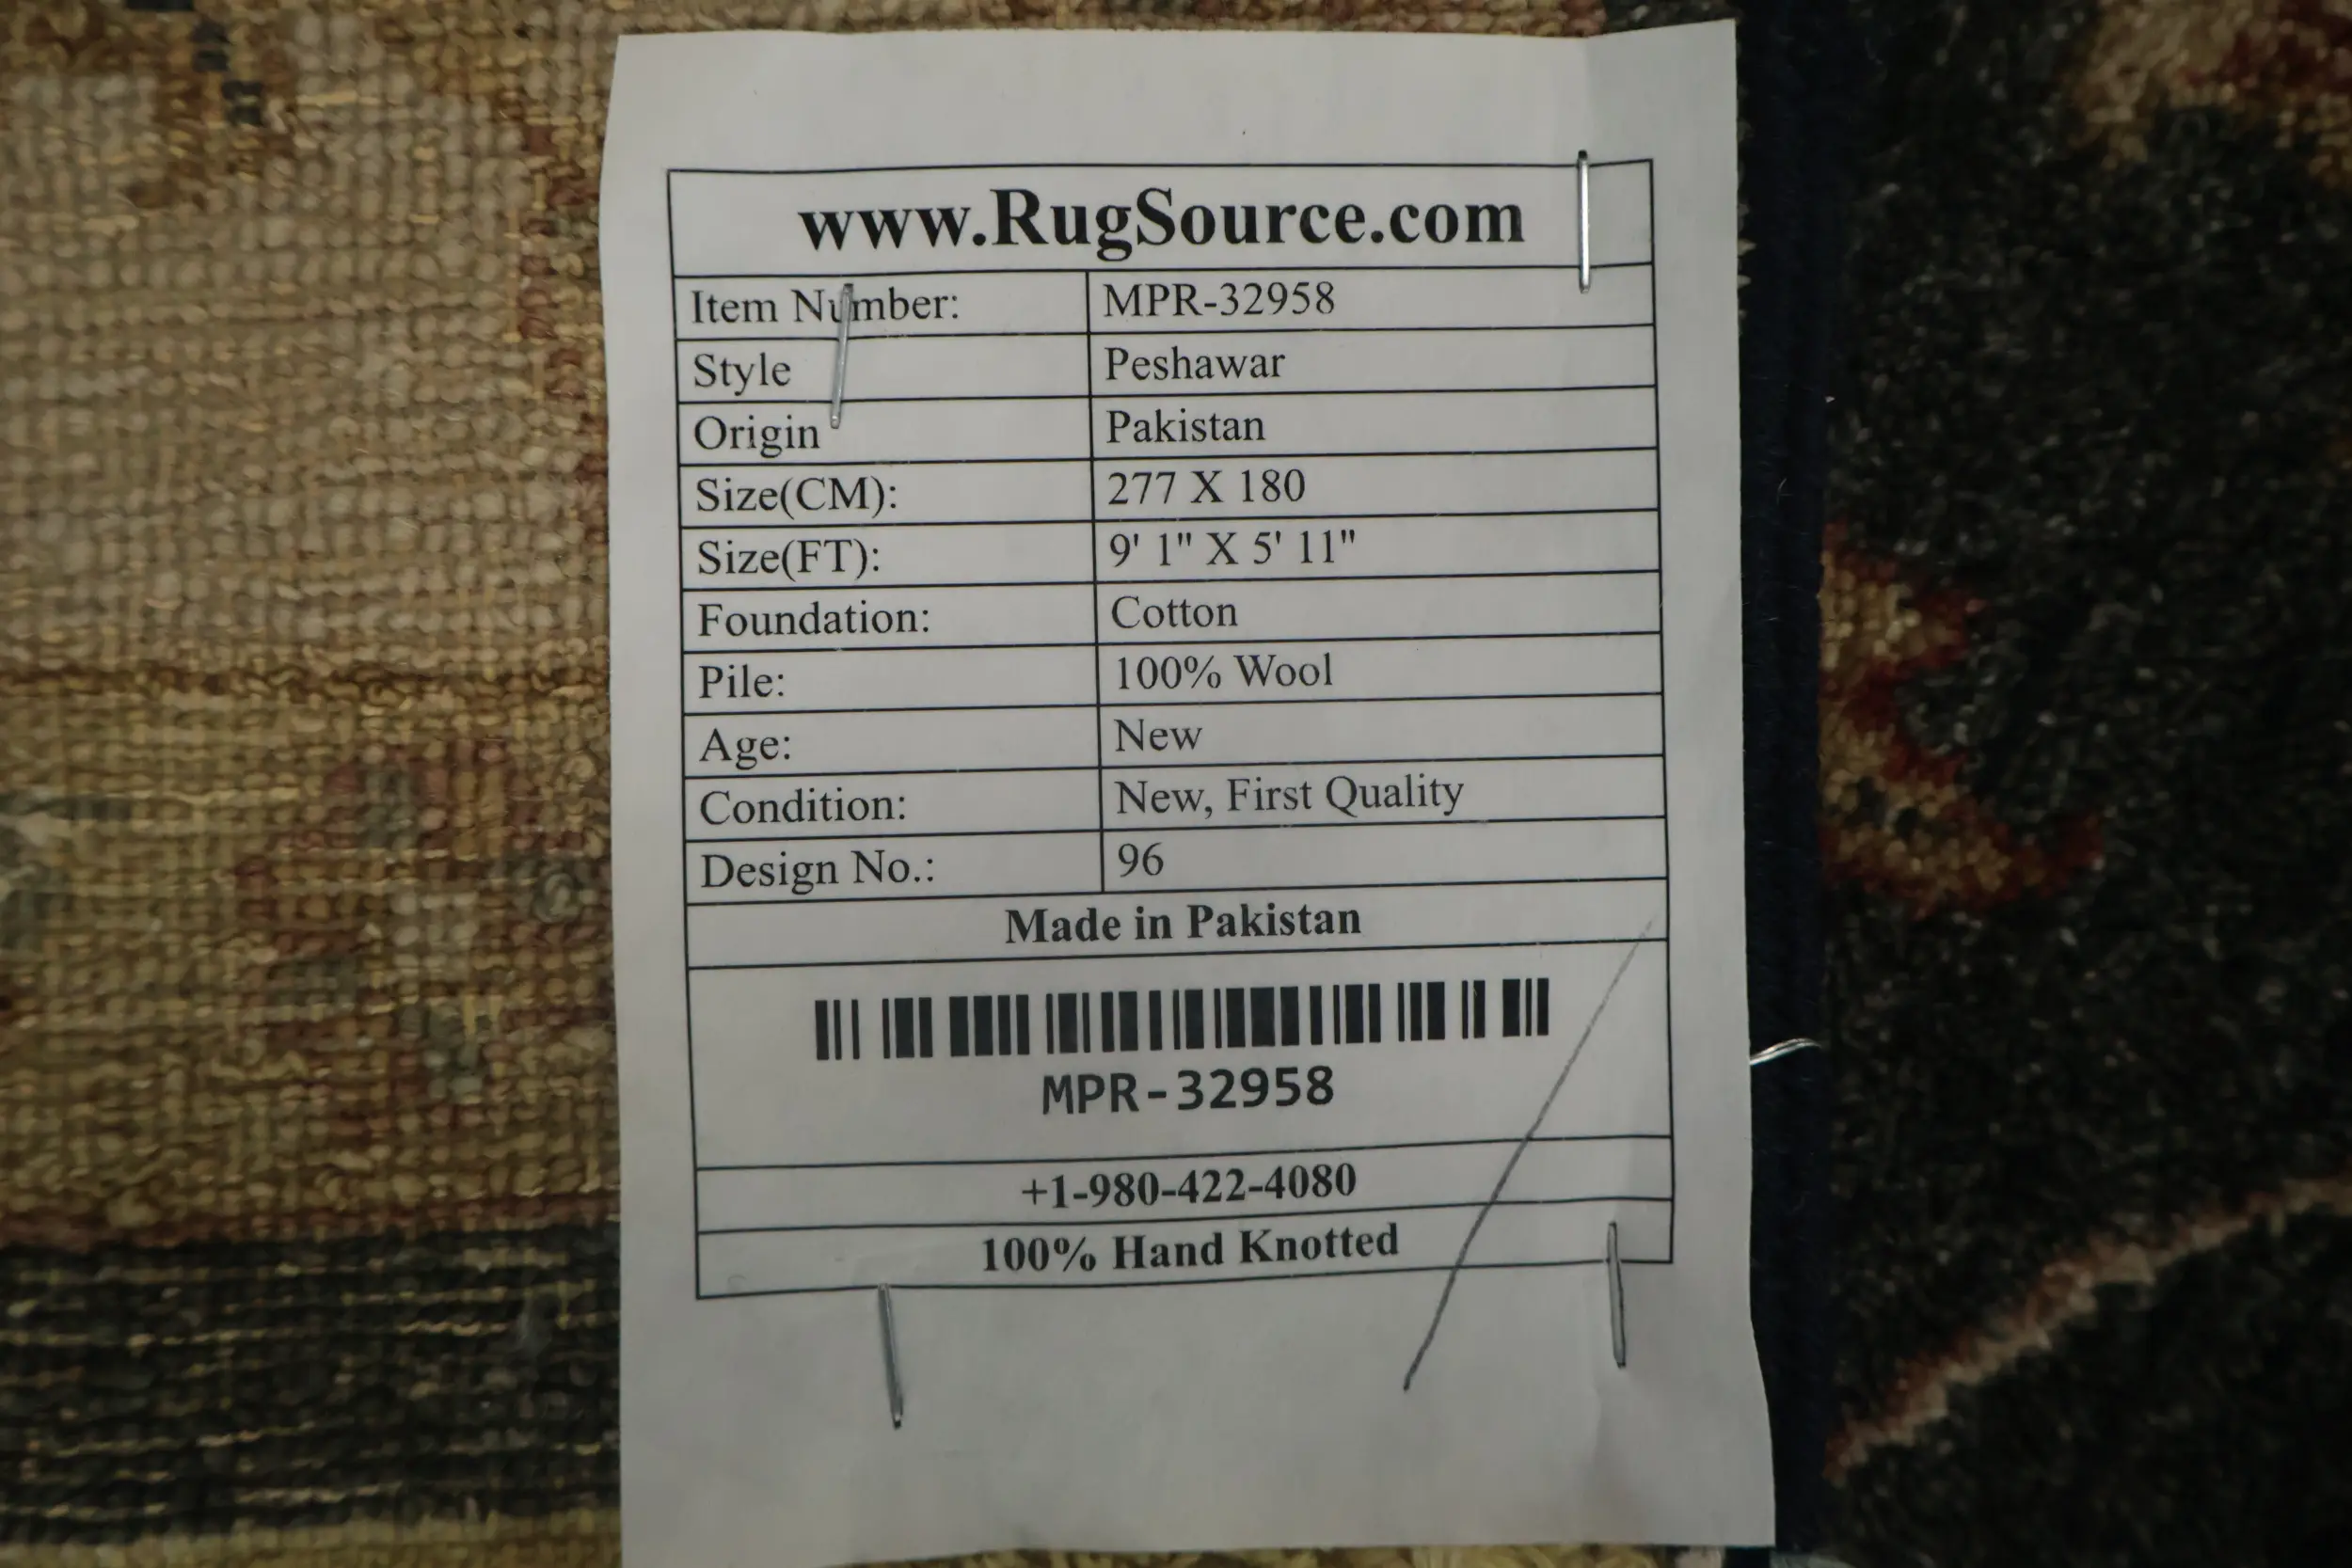 www.RugSource.com
Item Number: MPR-32958
Style Peshawar
Origin Pakistan
Size(CM): 277 X 180
Size(FT): 9' 1" X 5' 11"
Foundation: Cotton
Pile: 100% Wool
Age: New
Condition: New, First Quality
Design No.: 96
Made in Pakistan
MPR-32958
+1-980-422-4080
100% Hand Knotted